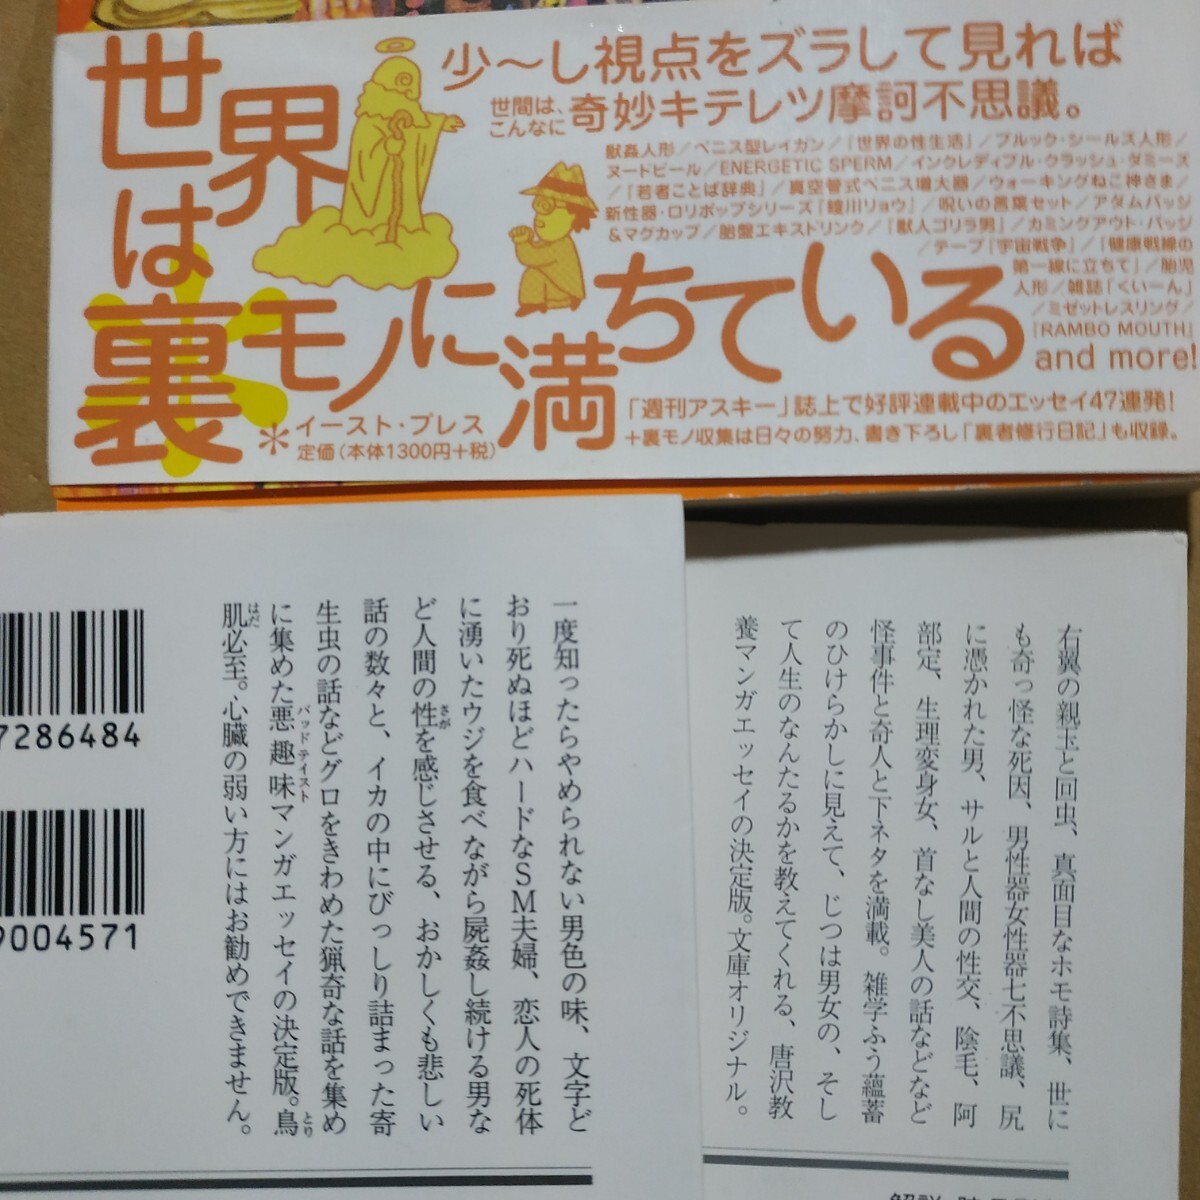 世界
は
裏モノに満ちている
少〜し視点をズラして見れば
世間は、
こんなに
奇妙キテレツ摩訶不思議。
獣姦人形／ペニス型レイガン／『世界の性生活』／ブルック・シールズ人形／
ヌードビール／ENERGETIC SPERM／インクレディブル・クラッシュ・ダミーズ
／『若者ことば辞典』／真空管式ペニス増大器／ウォーキングねこ神さま／
新性器・ロリポップシリーズ『綾川リョウ』／呪いの言葉セット／アダムバッジ
＆マグカップ／胎盤エキストリンク／『獣人ゴリラ男』／カミングアウト・バッジ
／テープ『宇宙戦争』／『健康戦線の
第一線に立ちて』／胎児
人形／雑誌『くいーん』
／ミゼットレスリング／
『RAMBO MOUTH』
and more!
＊イースト・プレス
定価（本体1300円＋税）
「週刊アスキー」誌上で好評連載中のエッセイ47連発！
＋裏モノ収集は日々の努力、書き下ろし「裏者修行日記」も収録。
右翼の親玉と回虫、真面目なホモ詩集、世に
も奇っ怪な死因、男性器女性器七不思議、尻
に憑かれた男、サルと人間の性交、陰毛、阿
部定、生理変身女、首なし美人の話などなど
怪事件と奇人と下ネタを満載。雑学ふう蘊蓄
のひけらかしに見えて、じつは男女の、そし
て人生のなんたるかを教えてくれる、唐沢教
養マンガエッセイの決定版。文庫オリジナル。
一度知ったらやめられない男色の味、文字ど
おり死ぬほどハードなSM夫婦、恋人の死体
に湧いたウジを食べながら屍姦し続ける男な
ど人間の性さがを感じさせる、おかしくも悲しい
話の数々と、イカの中にびっしり詰まった寄
生虫の話などグロをきわめた猟奇な話を集め
に集めた悪趣味バッドテイストマンガエッセイの決定版。鳥とり
肌はだ必至。心臓の弱い方にはお勧めできません。
7286484
9004571